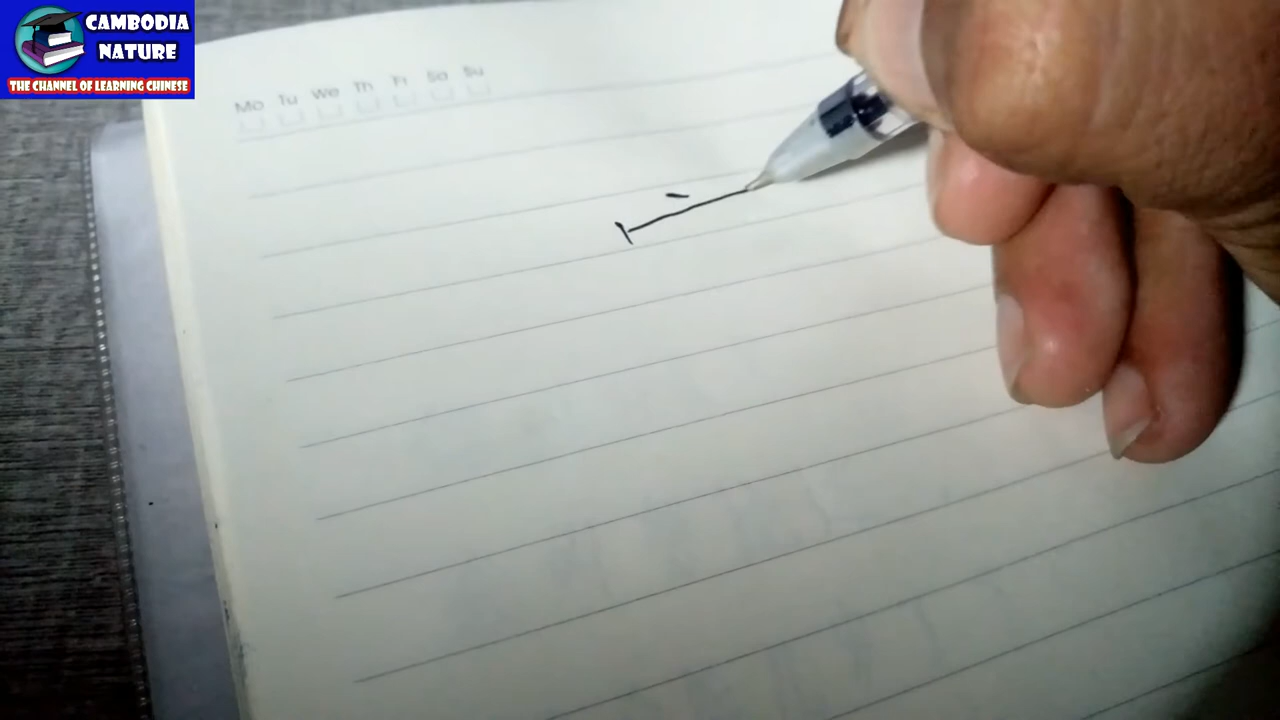 CAMBODIA
NATURE
THE CHANNEL OF LEARNING CHINESE
Mo Tu We Th Fr Sa Su